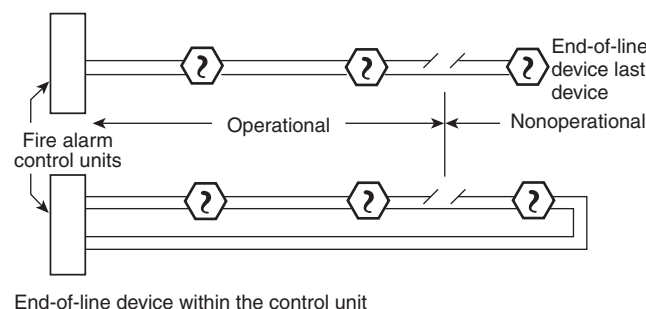 End-of-line
device last
device
Operational
Nonoperational
Fire alarm
control units
End-of-line device within the control unit